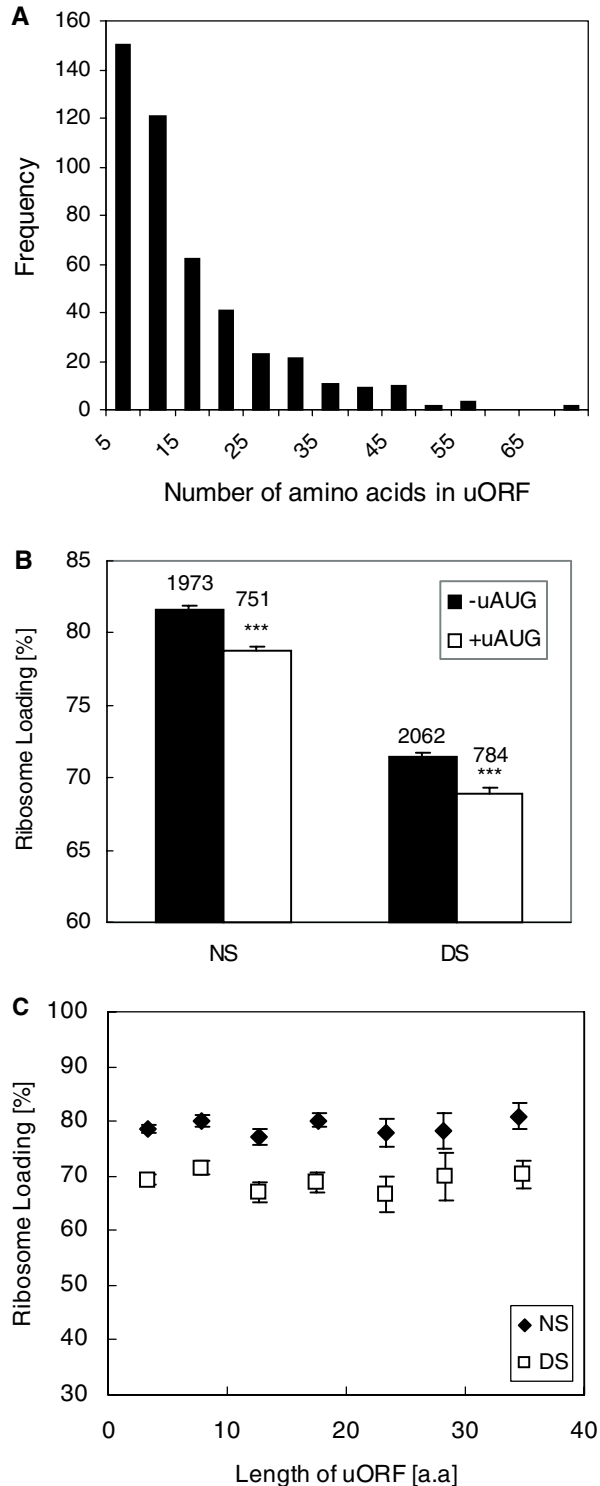 A
160
140
120
100
80
60
40
20
0
Frequency
5
15
25
35
45
55
65
Number of amino acids in uORF
B
85
80
75
70
65
60
Ribosome Loading [%]
1973
751
***
2062
784
***
-uAUG
+uAUG
NS
DS
C
100
90
80
70
60
50
40
30
Ribosome Loading [%]
NS
DS
0
10
20
30
40
Length of uORF [a.a]